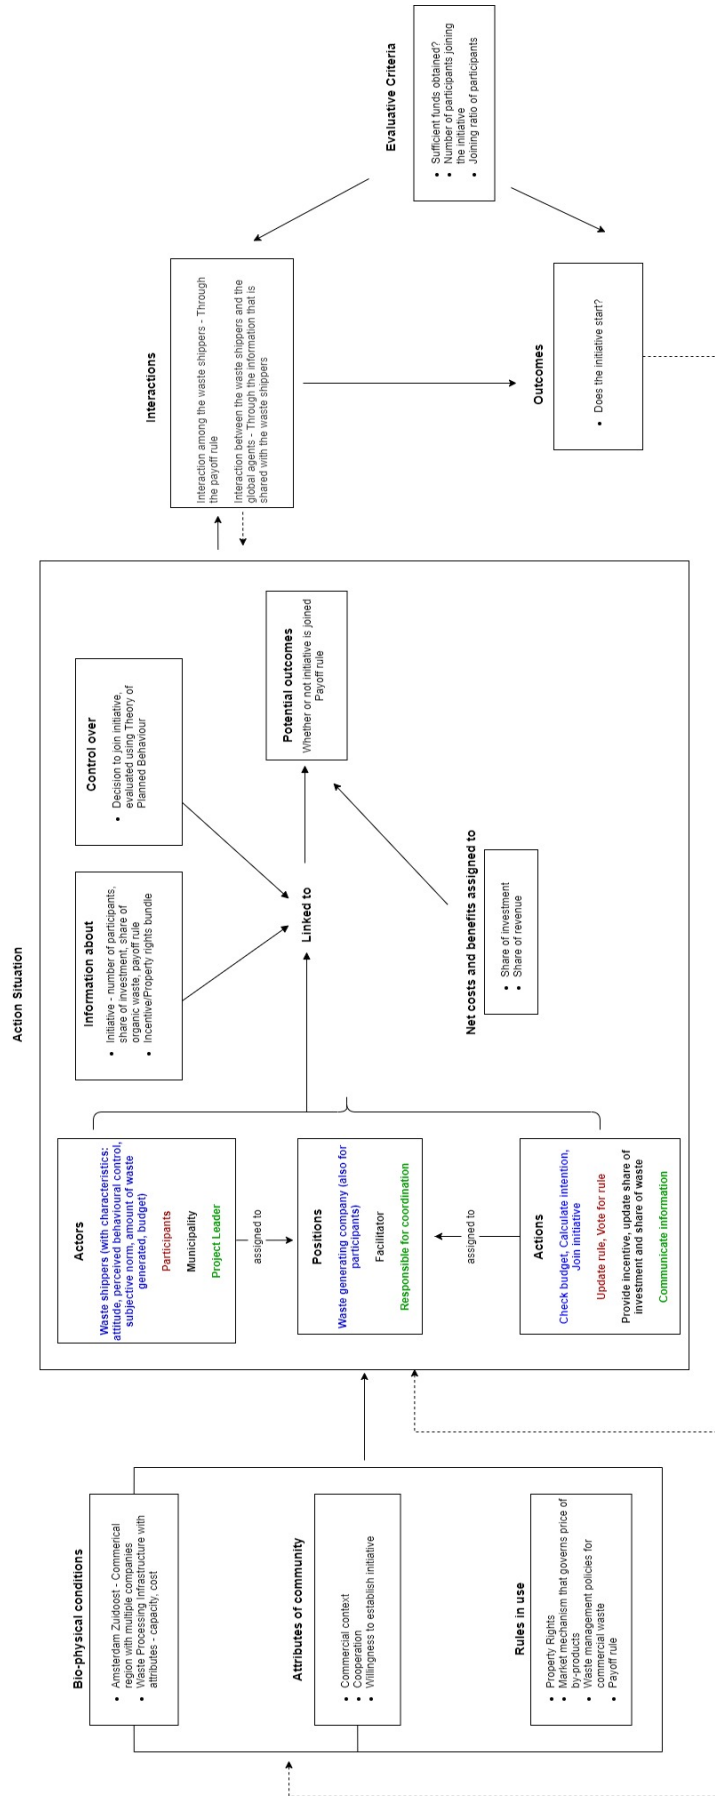 Bio-physical conditions
Amsterdam Zuidoost - Commerical
region with multiple companies
Waste Processing Infrastructure with
attributes - capacity, cost
Attributes of community
Commercial context
Cooperation
Willingness to establish initiative
Rules in use
Property Rights
Market mechanism that governs price of
by-products
Waste management policies for
commercial waste
Payoff rule
Action Situation
Actors
Waste shippers (with characteristics:
attitude, perceived behavioural control,
subjective norm, amount of waste
generated, budget)
Participants
Municipality
Project Leader
assigned to
Positions
Waste generating company (also for
participants)
Facilitator
Responsible for coordination
assigned to
Actions
Check budget, Calculate intention,
Join initiative
Update rule, Vote for rule
Provide incentive, update share of
investment and share of waste
Communicate information
Information about
Initiative - number of participants,
share of investment, share of
organic waste, payoff rule
Incentive/Property rights bundle
Control over
Decision to join initiative,
evaluated using Theory of
Planned Behaviour
Linked to
Potential outcomes
Whether or not initiative is joined
Payoff rule
Net costs and benefits assigned to
Share of investment
Share of revenue
Interactions
Interaction among the waste shippers - Through
the payoff rule
Interaction between the waste shippers and the
global agents - Through the information that is
shared with the waste shippers
Outcomes
Does the initiative start?
Evaluative Criteria
Sufficient funds obtained?
Number of participants joining
the initiative
Joining ratio of participants